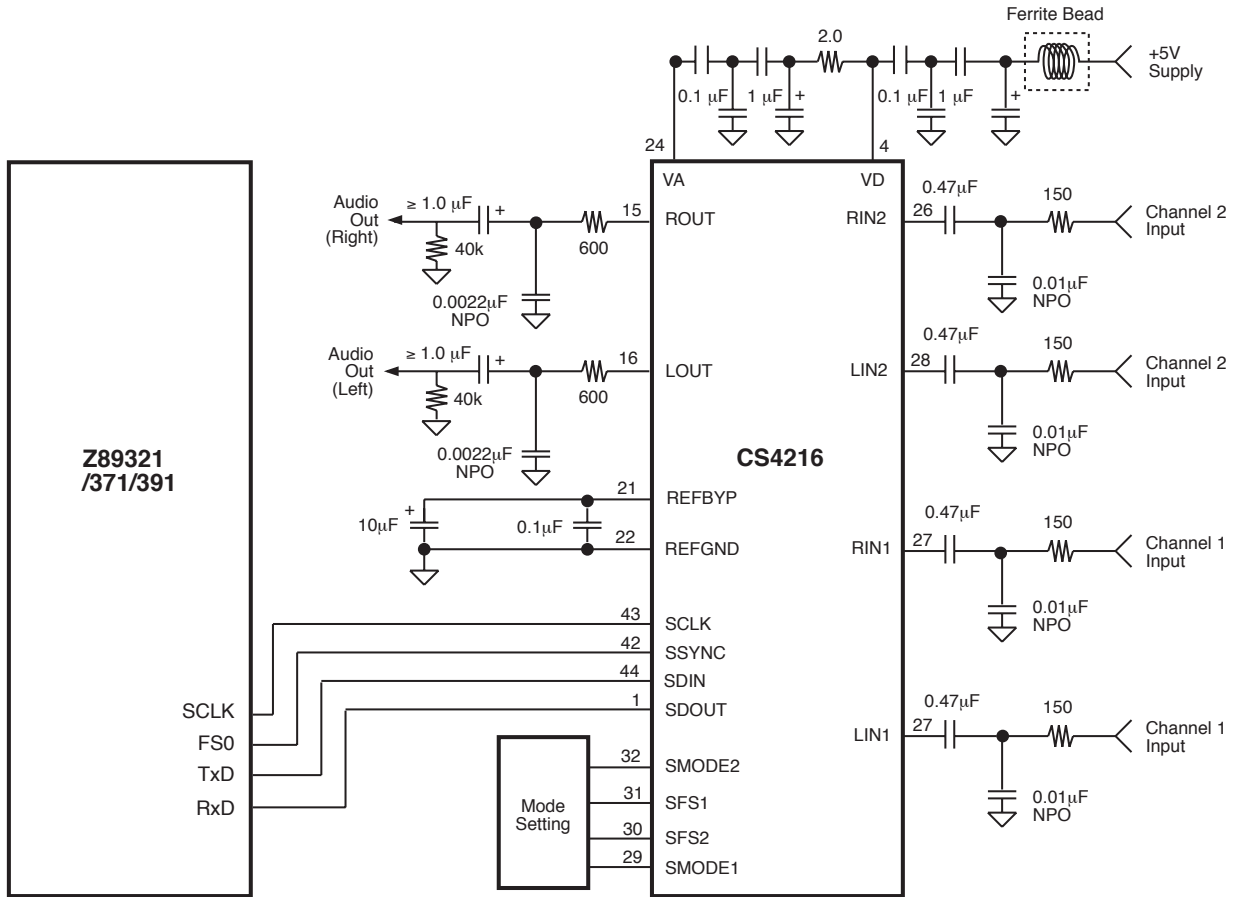 Ferrite Bead
2.0
+5V
Supply
0.1 µF
1 µF
+
0.1 µF
1 µF
+
24
4
VA
VD
Audio
Out
(Right)
≥ 1.0 µF
+
15
ROUT
40k
600
0.0022µF
NPO
RIN2
26
0.47µF
150
Channel 2
Input
0.01µF
NPO
Audio
Out
(Left)
≥ 1.0 µF
+
16
LOUT
40k
600
0.0022µF
NPO
LIN2
28
0.47µF
150
Channel 2
Input
0.01µF
NPO
Z89321
/371/391
CS4216
21
REFBYP
10µF
+
0.1µF
22
REFGND
RIN1
27
0.47µF
150
Channel 1
Input
0.01µF
NPO
43
SCLK
42
SSYNC
44
SDIN
1
SDOUT
SCLK
FS0
TxD
RxD
LIN1
27
0.47µF
150
Channel 1
Input
0.01µF
NPO
Mode
Setting
32
SMODE2
31
SFS1
30
SFS2
29
SMODE1